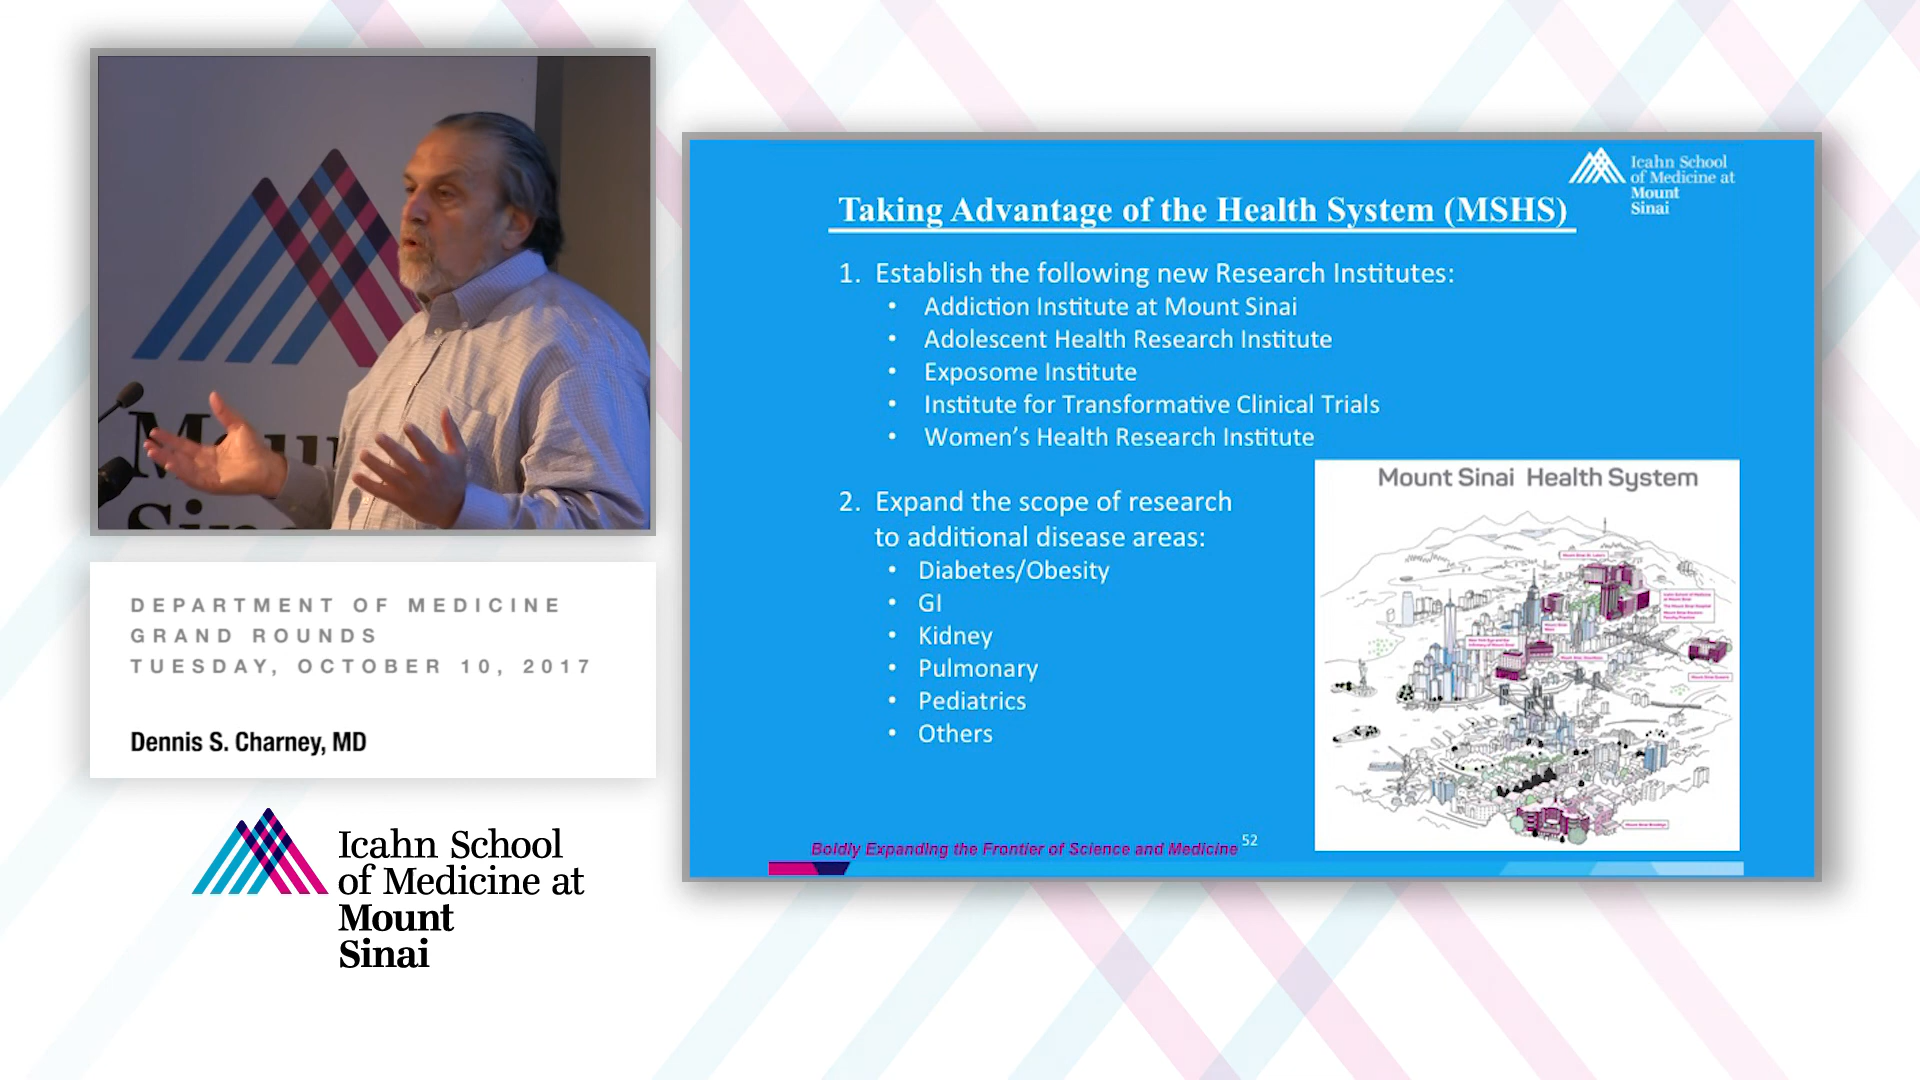 Mount
Sinai
DEPARTMENT OF MEDICINE
GRAND ROUNDS
TUESDAY, OCTOBER 10, 2017
Dennis S. Charney, MD
Icahn School
of Medicine at
Mount
Sinai
Icahn School
of Medicine at
Mount
Sinai
Taking Advantage of the Health System (MSHS)
1. Establish the following new Research Institutes:
• Addiction Institute at Mount Sinai
• Adolescent Health Research Institute
• Exposome Institute
• Institute for Transformative Clinical Trials
• Women’s Health Research Institute
2. Expand the scope of research
to additional disease areas:
• Diabetes/Obesity
• GI
• Kidney
• Pulmonary
• Pediatrics
• Others
Mount Sinai Health System
Boldly Expanding the Frontier of Science and Medicine
52